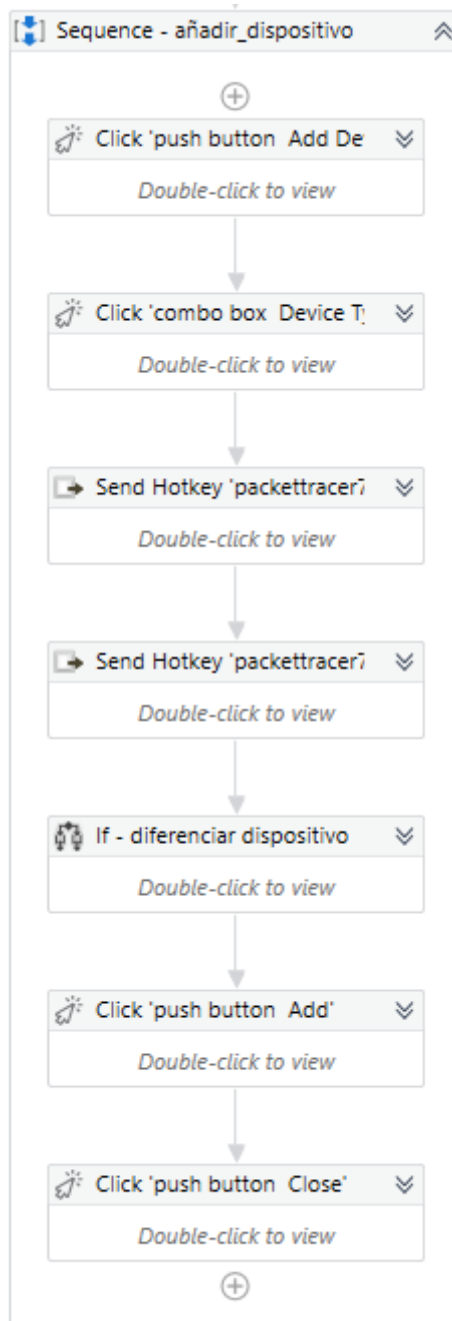 Sequence - añadir_dispositivo
Click 'push button Add De
Double-click to view
Click 'combo box Device Ty
Double-click to view
Send Hotkey 'packettracer7
Double-click to view
Send Hotkey 'packettracer7
Double-click to view
If - diferenciar dispositivo
Double-click to view
Click 'push button Add'
Double-click to view
Click 'push button Close'
Double-click to view